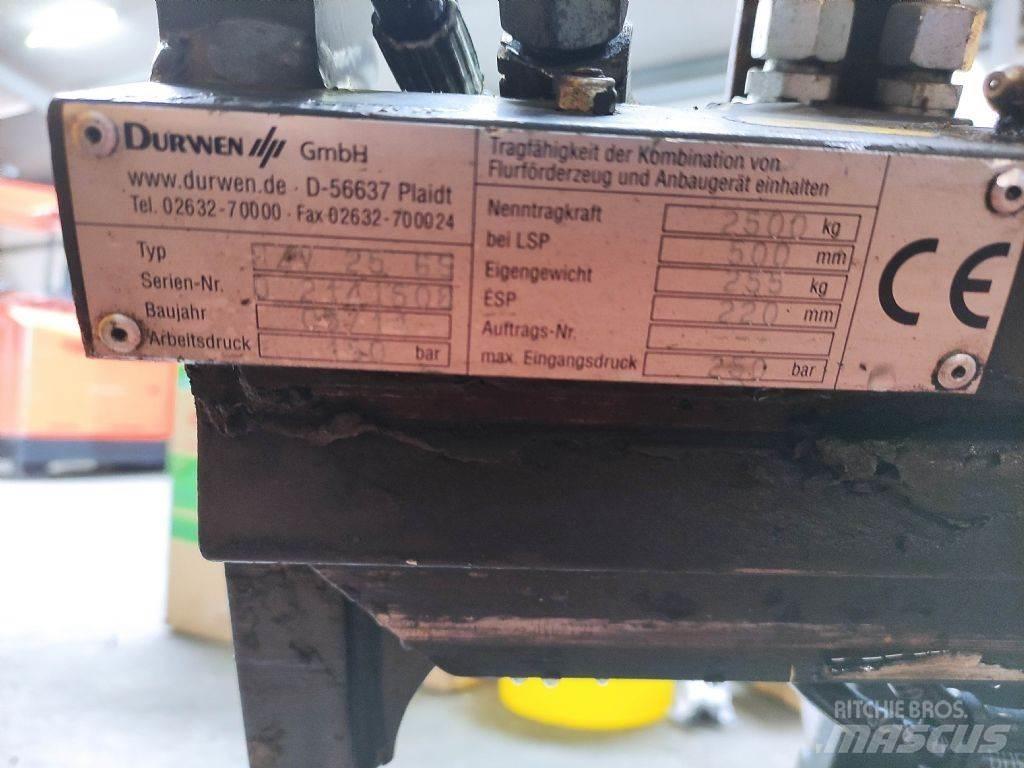 DURWEN GmbH
www.durwen.de · D-56637 Plaidt
Tel. 02632-70000 · Fax 02632-700024
Typ 25
Serien-Nr.
Baujahr
Arbeitsdruck bar
Tragfähigkeit der Kombination von
Flurförderzeug und Anbaugerät einhalten
Nenntragkraft 2500 kg
bei LSP 500 mm
Eigengewicht 255 kg
ESP 220 mm
Auftrags-Nr.
max. Eingangsdruck 250 bar
CE
RITCHIE BROS.
MASCUS